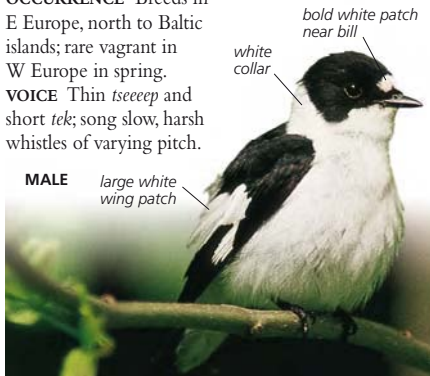 OCCURRENCE Breeds in
E Europe, north to Baltic
islands; rare vagrant in
W Europe in spring.
VOICE Thin tseeeep and
short tek; song slow, harsh
whistles of varying pitch.
bold white patch
near bill
white
collar
MALE
large white
wing patch